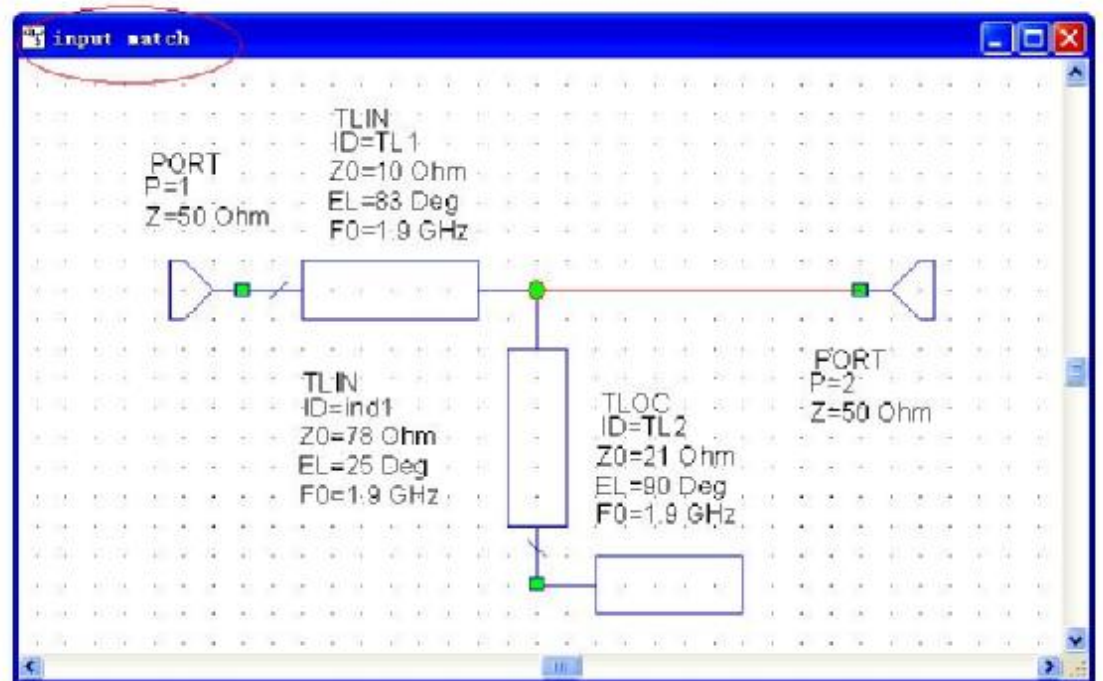 input match
TLIN
ID=TL1
Z0=10 Ohm
EL=83 Deg
F0=1.9 GHz
PORT
P=1
Z=50 Ohm
TLIN
ID=Ind1
Z0=78 Ohm
EL=25 Deg
F0=1.9 GHz
TLOC
ID=TL2
Z0=21 Ohm
EL=90 Deg
F0=1.9 GHz
PORT
P=2
Z=50 Ohm